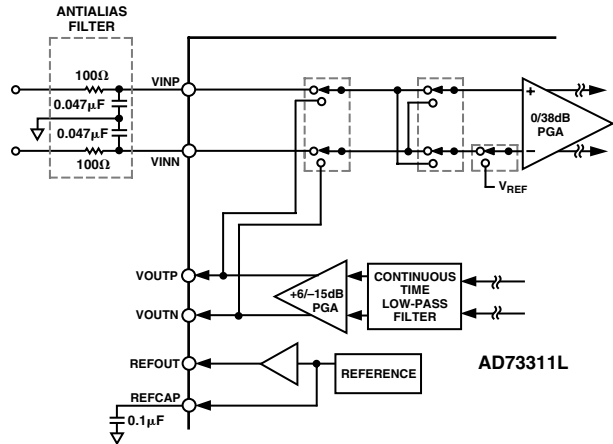 ANTIALIAS
FILTER
100Ω
VINP
0.047µF
0.047µF
100Ω
VINN
+
0/38dB
PGA
−
VREF
VOUTP
VOUTN
+6/–15dB
PGA
CONTINUOUS
TIME
LOW-PASS
FILTER
REFOUT
REFCAP
REFERENCE
0.1µF
AD73311L